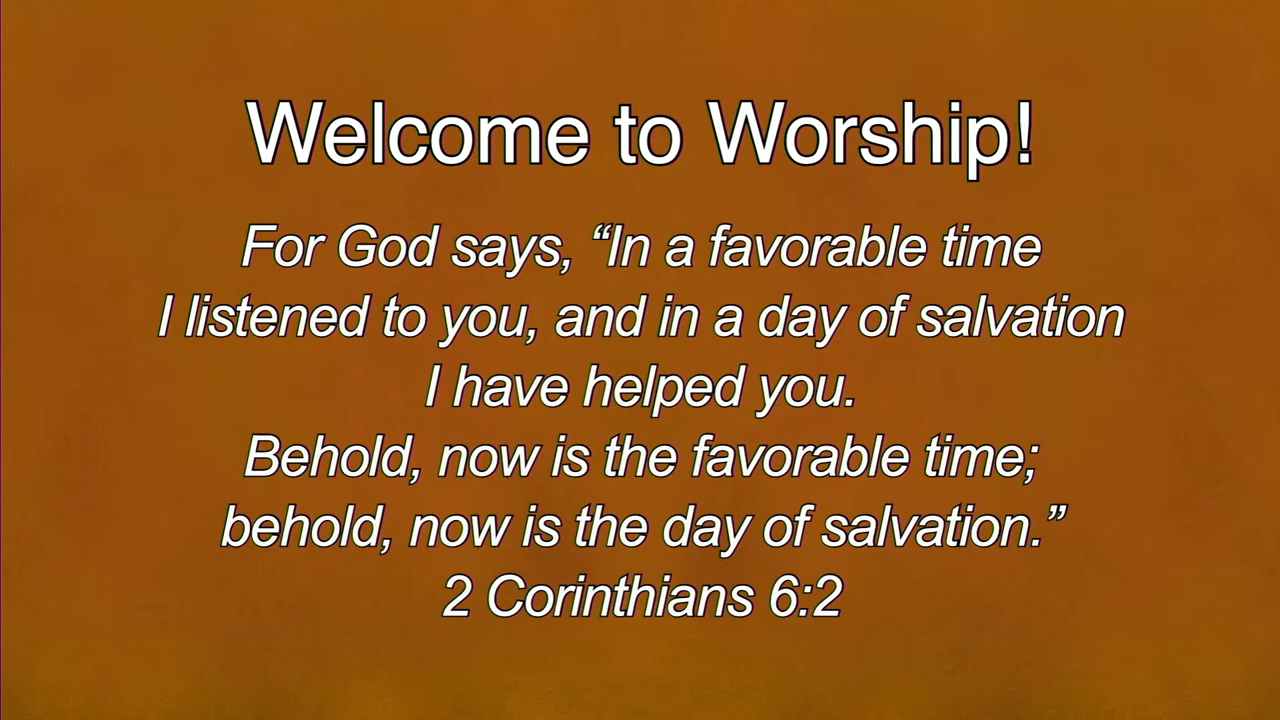 Welcome to Worship!
For God says, “In a favorable time
I listened to you, and in a day of salvation
I have helped you.
Behold, now is the favorable time;
behold, now is the day of salvation.”
2 Corinthians 6:2